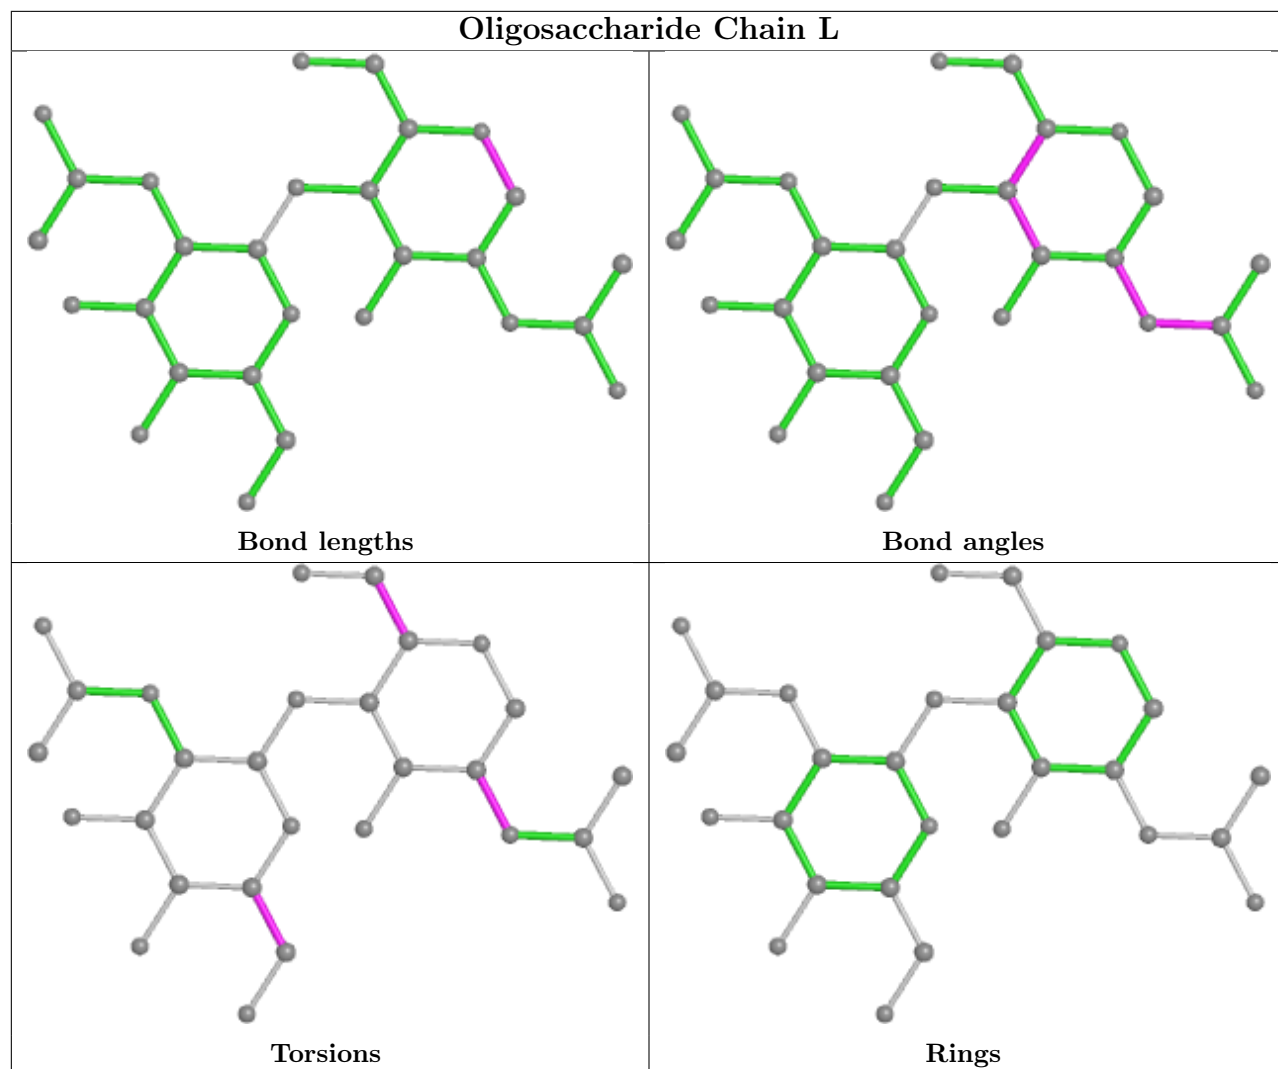 Oligosaccharide Chain L
Bond lengths
Bond angles
Torsions
Rings